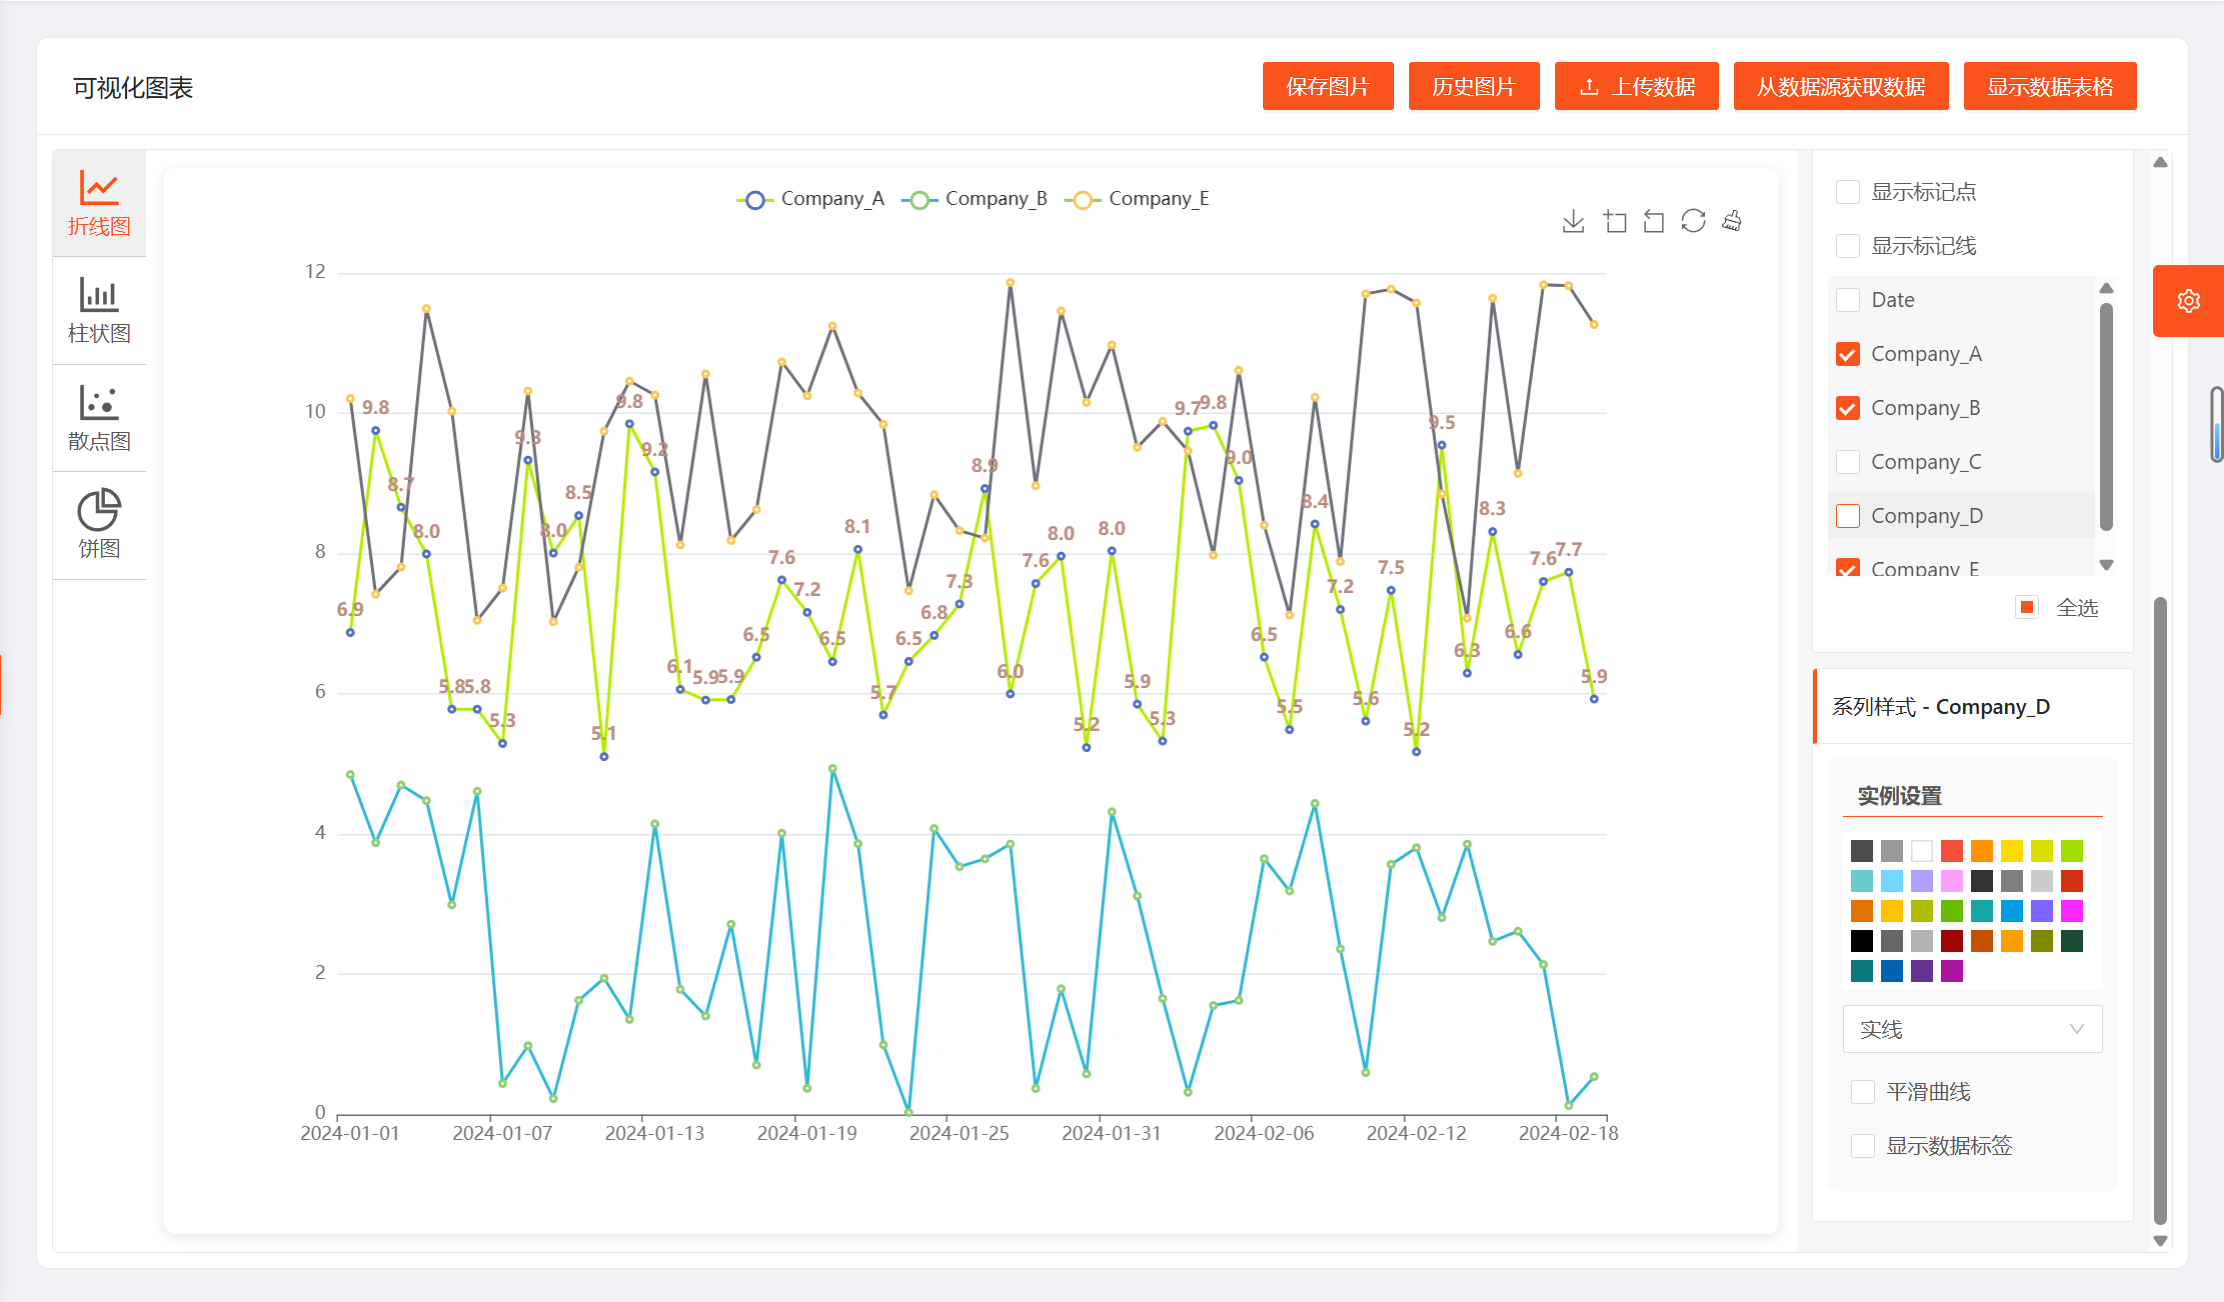 可视化图表
保存图片
历史图片
上传数据
从数据源获取数据
显示数据表格
折线图
柱状图
散点图
饼图
Company_A Company_B Company_E
12
10
8
6
4
2
0
6.9 9.8 8.7 8.0 5.8 5.8 5.3 9.3 8.0 8.5 5.1 9.8 9.2 6.1 5.9 5.9 6.5 7.6 7.2 6.5 8.1 5.7 6.5 6.8 7.3 8.9 6.0 7.6 8.0 5.2 8.0 5.9 5.3 9.7 9.8 9.0 6.5 5.5 8.4 7.2 5.6 7.5 5.2 9.5 6.3 8.3 6.6 7.6 7.7 5.9
2024-01-01 2024-01-07 2024-01-13 2024-01-19 2024-01-25 2024-01-31 2024-02-06 2024-02-12 2024-02-18
显示标记点
显示标记线
Date
Company_A
Company_B
Company_C
Company_D
Company_E
全选
系列样式 - Company_D
实例设置
实线
平滑曲线
显示数据标签